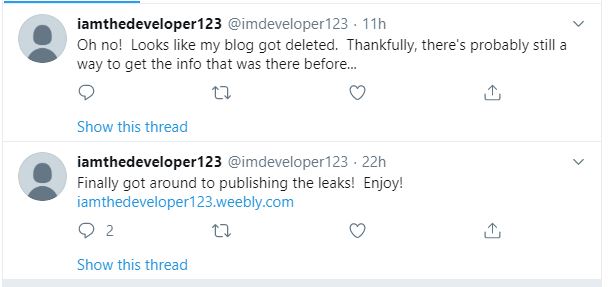 iamthedeveloper123 @imdeveloper123 · 11h
Oh no!  Looks like my blog got deleted.  Thankfully, there's probably still a
way to get the info that was there before...
Show this thread
iamthedeveloper123 @imdeveloper123 · 22h
Finally got around to publishing the leaks!  Enjoy!
iamthedeveloper123.weebly.com
2
Show this thread